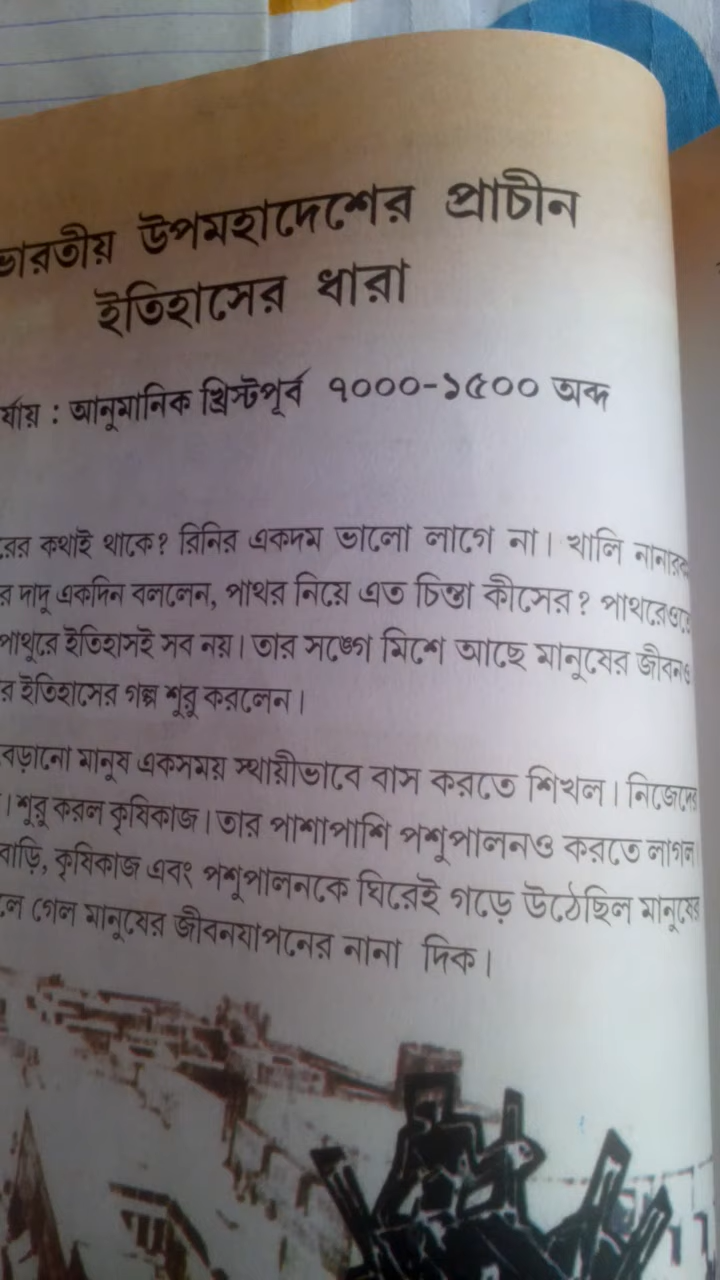 ভারতীয় উপমহাদেশের প্রাচীন
ইতিহাসের ধারা
র্যায় : আনুমানিক খ্রিস্টপূর্ব ৭০০০-১৫০০ অব্দ
রের কথাই থাকে? রিনির একদম ভালো লাগে না। খালি নানারক
র দাদু একদিন বললেন, পাথর নিয়ে এত চিন্তা কীসের? পাথরেওতো
পাথুরে ইতিহাসই সব নয়। তার সঙ্গে মিশে আছে মানুষের জীবনও
র ইতিহাসের গল্প শুরু করলেন।
বেড়ানো মানুষ একসময় স্থায়ীভাবে বাস করতে শিখল। নিজেদের
। শুরু করল কৃষিকাজ। তার পাশাপাশি পশুপালনও করতে লাগল
বাড়ি, কৃষিকাজ এবং পশুপালনকে ঘিরেই গড়ে উঠেছিল মানুষের
লে গেল মানুষের জীবনযাপনের নানা দিক।